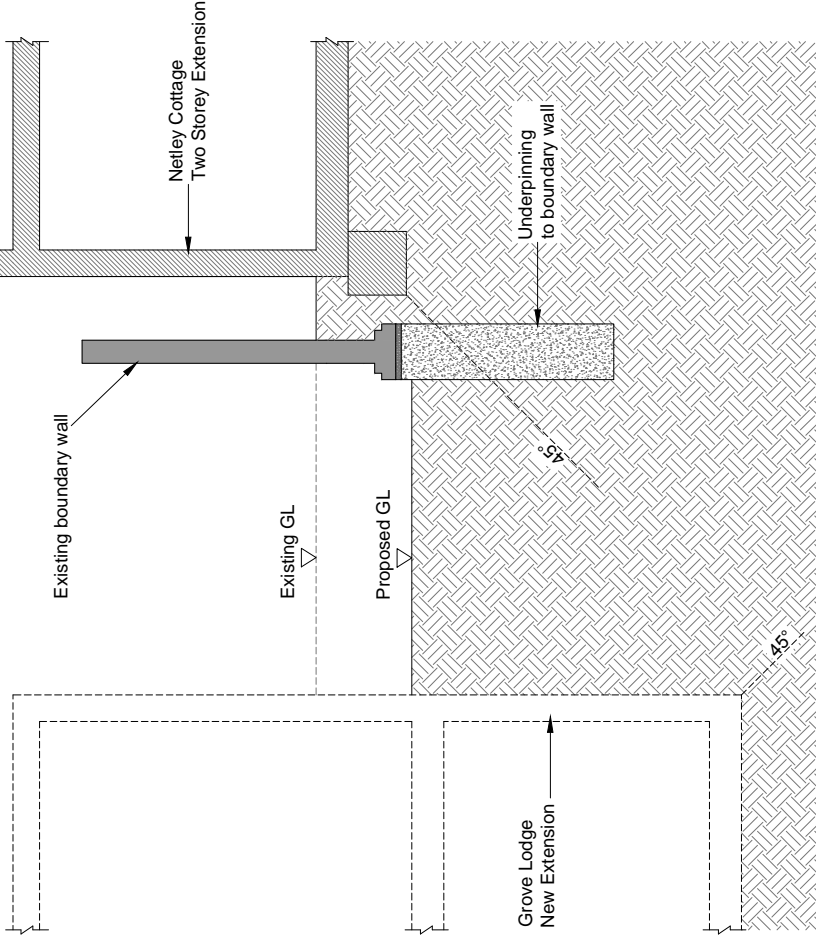 Netley Cottage
Two Storey Extension
Existing boundary wall
Underpinning
to boundary wall
Existing GL
Proposed GL
45°
45°
Grove Lodge
New Extension